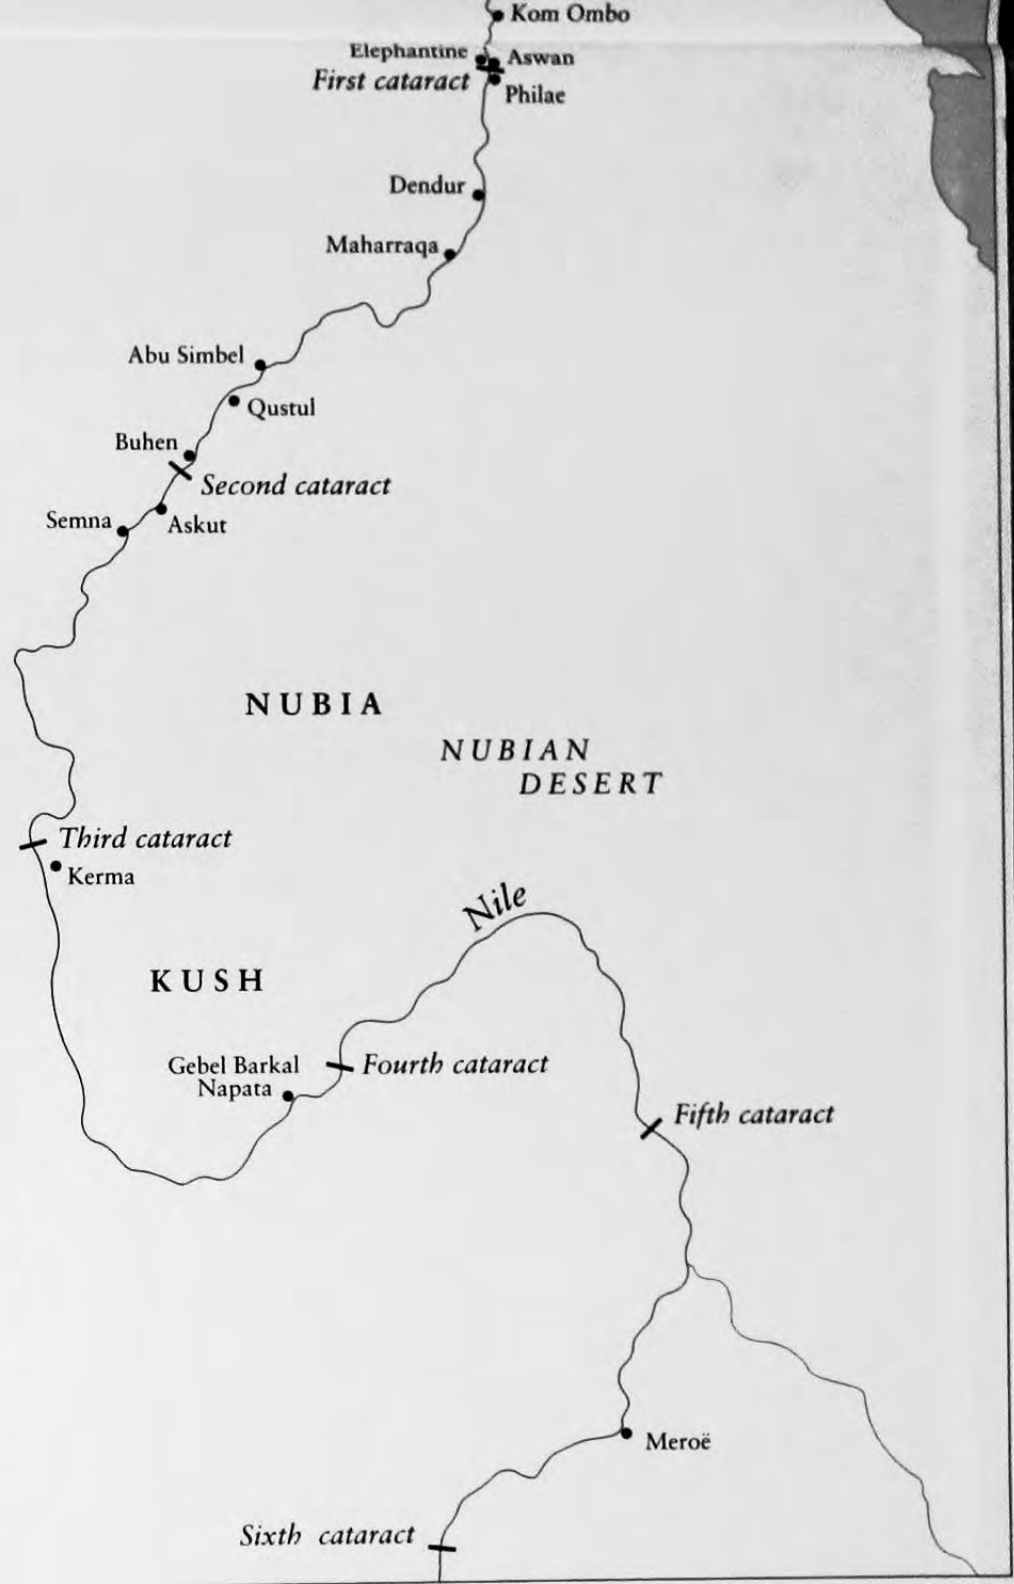 Kom Ombo
Elephantine
Aswan
First cataract
Philae
Dendur
Maharraqa
Abu Simbel
Qustul
Buhen
Second cataract
Semna
Askut
NUBIA
NUBIAN
DESERT
Third cataract
Kerma
Nile
KUSH
Gebel Barkal
Napata
Fourth cataract
Fifth cataract
Meroë
Sixth cataract